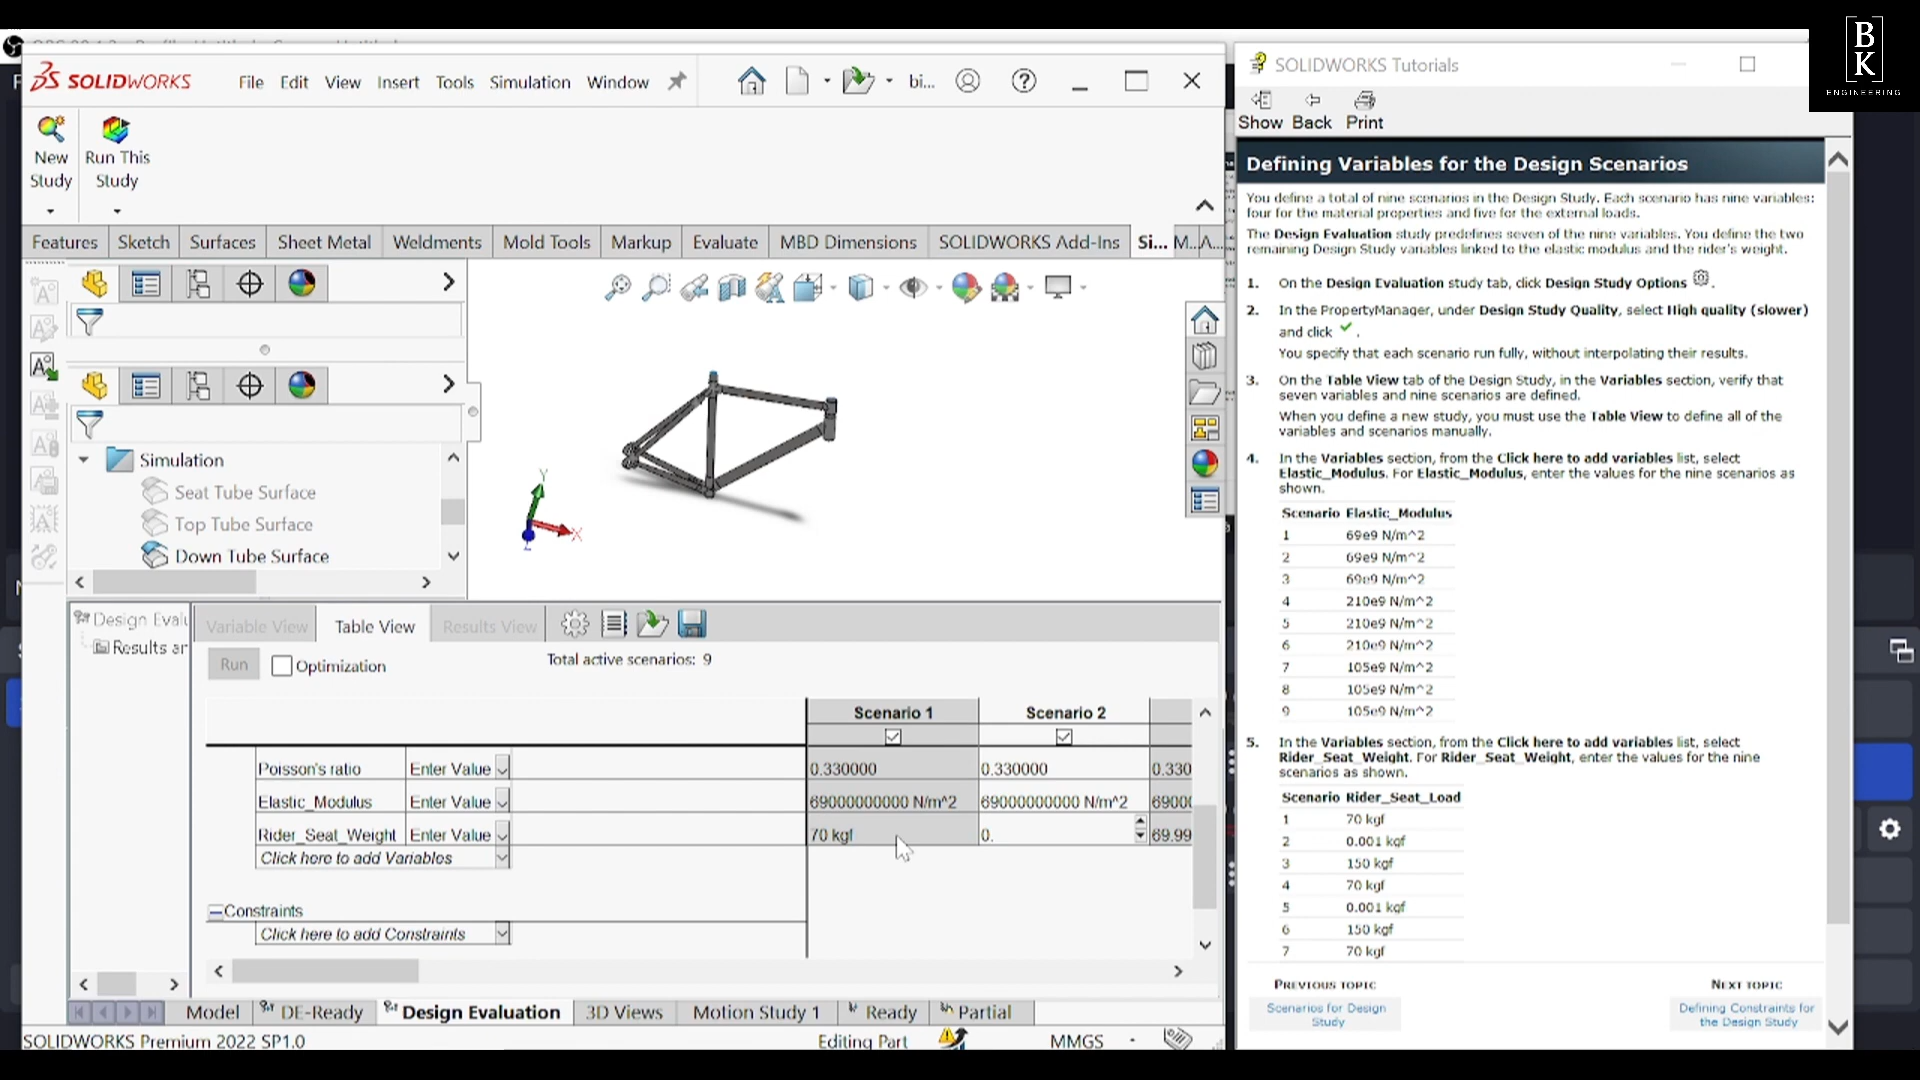 SOLIDWORKS
File Edit View Insert Tools Simulation Window
bi...
New Study
Run This Study
Features Sketch Surfaces Sheet Metal Weldments Mold Tools Markup Evaluate MBD Dimensions SOLIDWORKS Add-Ins Si... M... A...
Simulation
Seat Tube Surface
Top Tube Surface
Down Tube Surface
Y
X
Z
Design Evalu
Results ar
Variable View Table View Results View
Run Optimization Total active scenarios: 9
Scenario 1 Scenario 2
Poisson's ratio Enter Value 0.330000 0.330000 0.330
Elastic_Modulus Enter Value 69000000000 N/m^2 69000000000 N/m^2 69000
Rider_Seat_Weight Enter Value 70 kgf 0. 69.99
Click here to add Variables
Constraints
Click here to add Constraints
Model DE-Ready Design Evaluation 3D Views Motion Study 1 Ready Partial
SOLIDWORKS Premium 2022 SP1.0 Editing Part MMGS
SOLIDWORKS Tutorials
Show Back Print
Defining Variables for the Design Scenarios
You define a total of nine scenarios in the Design Study. Each scenario has nine variables:
four for the material properties and five for the external loads.
The Design Evaluation study predefines seven of the nine variables. You define the two
remaining Design Study variables linked to the elastic modulus and the rider's weight.
1. On the Design Evaluation study tab, click Design Study Options .
2. In the PropertyManager, under Design Study Quality, select High quality (slower)
and click .
You specify that each scenario run fully, without interpolating their results.
3. On the Table View tab of the Design Study, in the Variables section, verify that
seven variables and nine scenarios are defined.
When you define a new study, you must use the Table View to define all of the
variables and scenarios manually.
4. In the Variables section, from the Click here to add variables list, select
Elastic_Modulus. For Elastic_Modulus, enter the values for the nine scenarios as
shown.
Scenario Elastic_Modulus
1 69e9 N/m^2
2 69e9 N/m^2
3 69e9 N/m^2
4 210e9 N/m^2
5 210e9 N/m^2
6 210e9 N/m^2
7 105e9 N/m^2
8 105e9 N/m^2
9 105e9 N/m^2
5. In the Variables section, from the Click here to add variables list, select
Rider_Seat_Weight. For Rider_Seat_Weight, enter the values for the nine
scenarios as shown.
Scenario Rider_Seat_Load
1 70 kgf
2 0.001 kgf
3 150 kgf
4 70 kgf
5 0.001 kgf
6 150 kgf
7 70 kgf
PREVIOUS TOPIC
Scenarios for Design
Study
NEXT TOPIC
Defining Constraints for
the Design Study
B
K
ENGINEERING